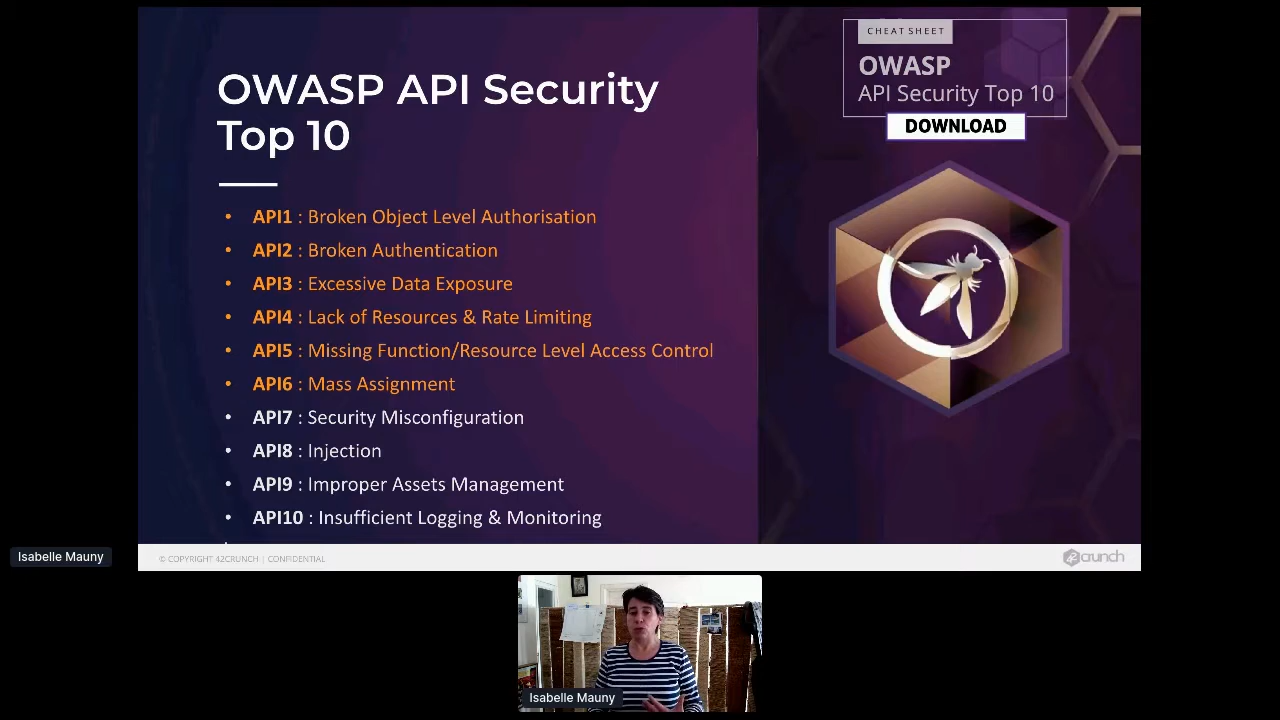 CHEAT SHEET
OWASP
API Security Top 10
DOWNLOAD
OWASP API Security
Top 10
• API1 : Broken Object Level Authorisation
• API2 : Broken Authentication
• API3 : Excessive Data Exposure
• API4 : Lack of Resources & Rate Limiting
• API5 : Missing Function/Resource Level Access Control
• API6 : Mass Assignment
• API7 : Security Misconfiguration
• API8 : Injection
• API9 : Improper Assets Management
• API10 : Insufficient Logging & Monitoring
© COPYRIGHT 42CRUNCH | CONFIDENTIAL
42crunch
Isabelle Mauny
Isabelle Mauny